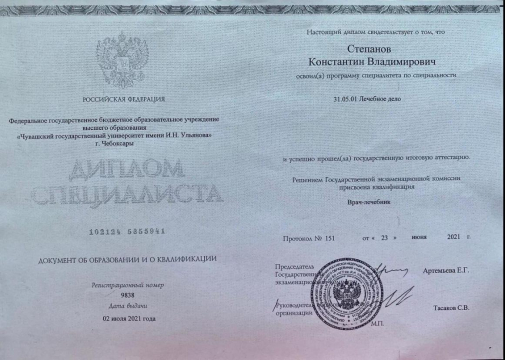 РОССИЙСКАЯ ФЕДЕРАЦИЯ
Федеральное государственное бюджетное образовательное учреждение
высшего образования
«Чувашский государственный университет имени И.Н. Ульянова»
г. Чебоксары
ДИПЛОМ
СПЕЦИАЛИСТА
ДОКУМЕНТ ОБ ОБРАЗОВАНИИ И О КВАЛИФИКАЦИИ
Регистрационный номер
9838
Дата выдачи
02 июля 2021 года
Настоящий диплом свидетельствует о том, что
Степанов
Константин Владимирович
освоил(а) программу специалитета по специальности
31.05.01 Лечебное дело
и успешно прошел(ла) государственную итоговую аттестацию
Решением Государственной экзаменационной комиссии
присвоена квалификация
Врач-лечебник
Протокол № 151 от « 23 » июня 2021 г.
Председатель
Государственной
экзаменационной
Артемьева Е.Г.
Руководитель
организации
Тасаков С.В.
М.П.